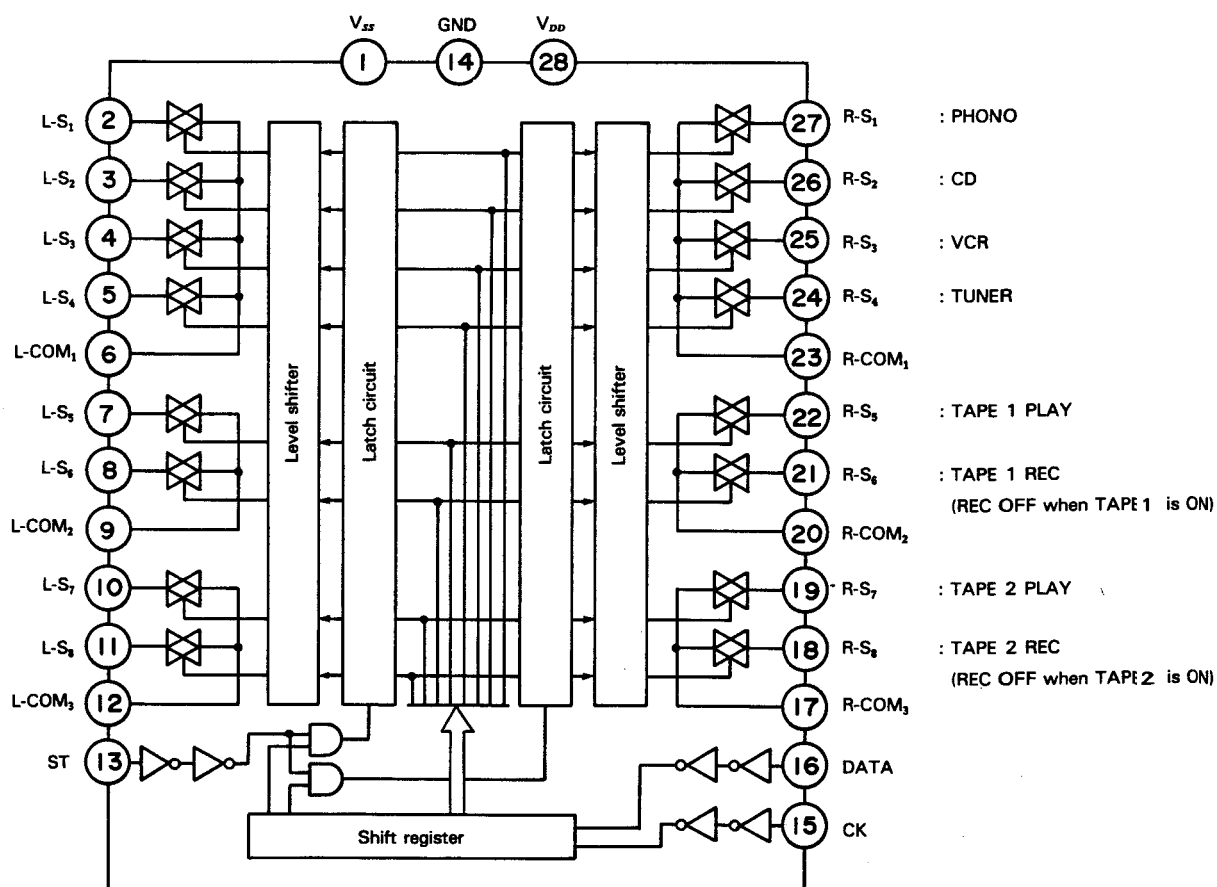 V_SS GND V_DD
1 14 28
L-S₁ 2 27 R-S₁ : PHONO
L-S₂ 3 26 R-S₂ : CD
L-S₃ 4 25 R-S₃ : VCR
L-S₄ 5 24 R-S₄ : TUNER
L-COM₁ 6 23 R-COM₁
Level shifter
Latch circuit
Latch circuit
Level shifter
L-S₅ 7 22 R-S₅ : TAPE 1 PLAY
L-S₆ 8 21 R-S₆ : TAPE 1 REC
(REC OFF when TAPE 1 is ON)
L-COM₂ 9 20 R-COM₂
L-S₇ 10 19 R-S₇ : TAPE 2 PLAY
L-S₈ 11 18 R-S₈ : TAPE 2 REC
(REC OFF when TAPE 2 is ON)
L-COM₃ 12 17 R-COM₃
ST 13 16 DATA
15 CK
Shift register